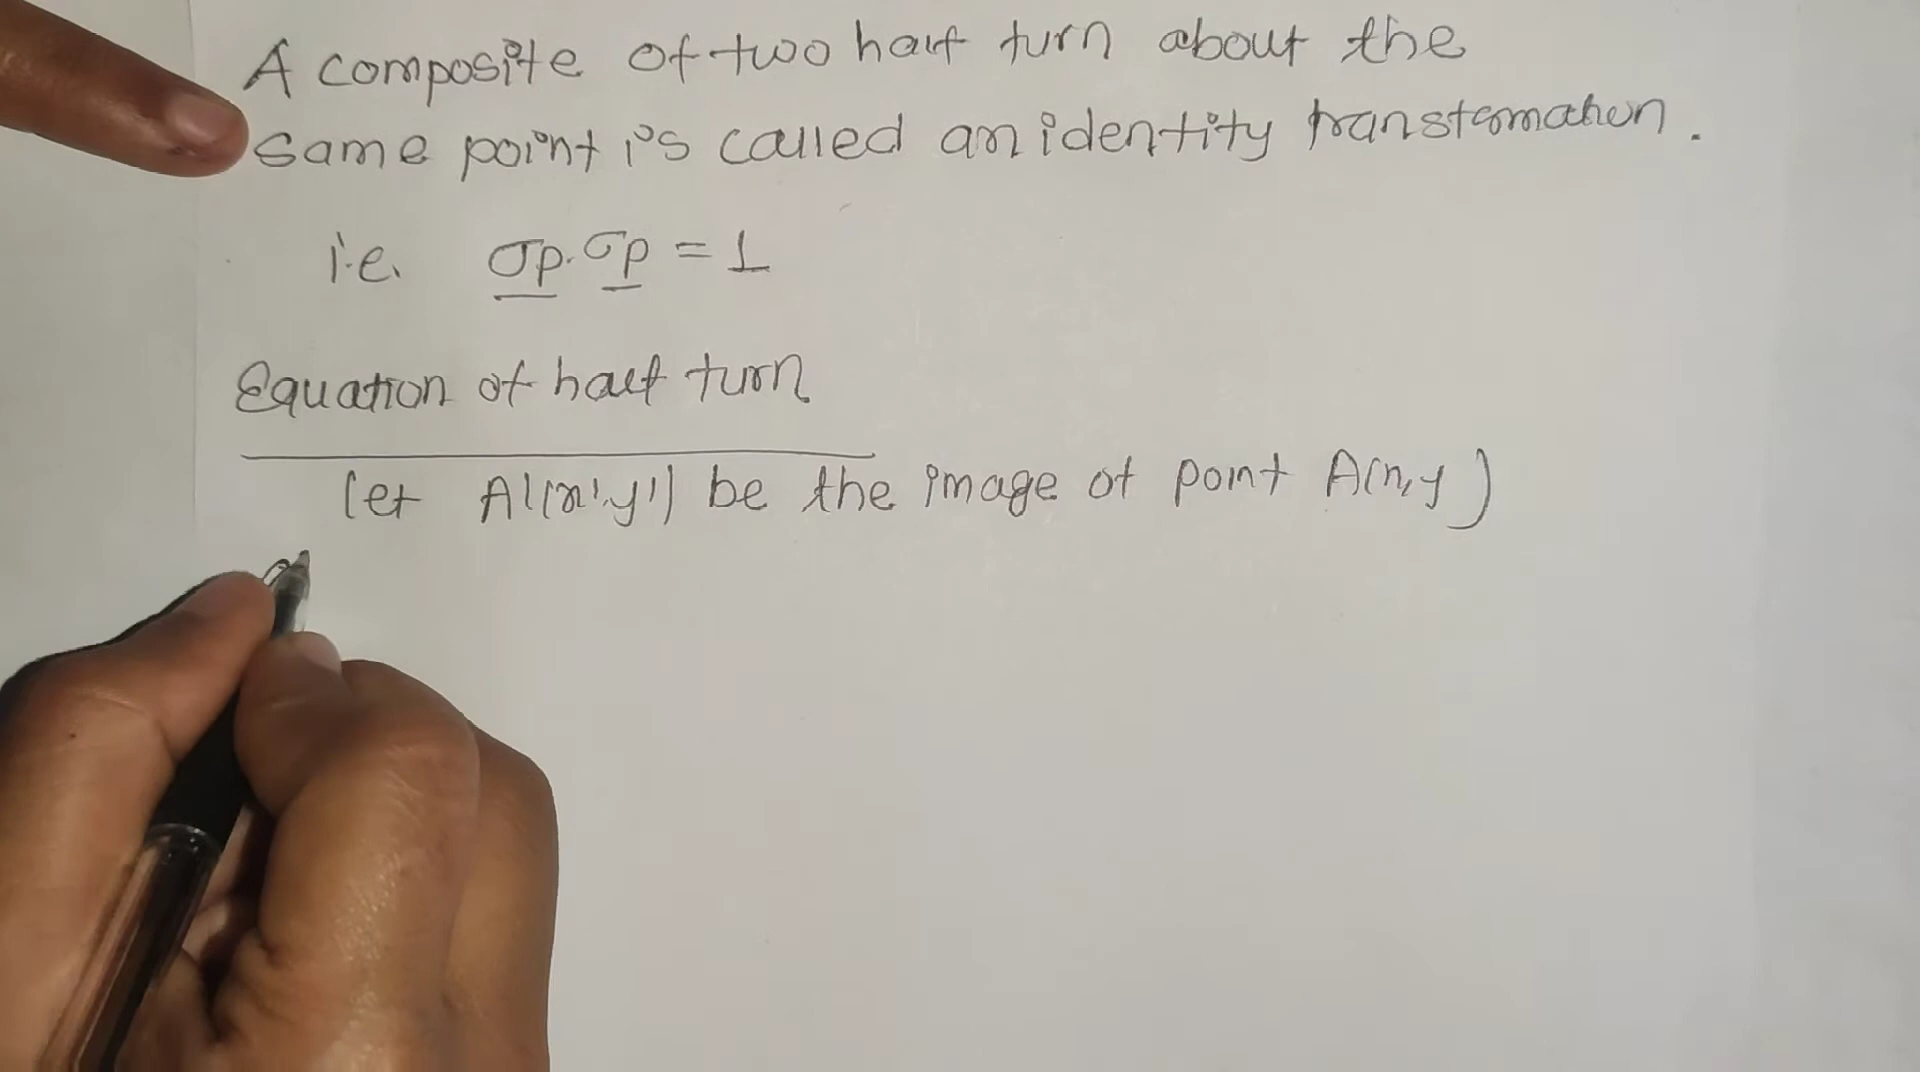 A composite of two half turn about the
same point is called an identity transformation.
i.e. σp.σp = 1
Equation of half turn
let A'(x',y') be the image of point A(x,y)